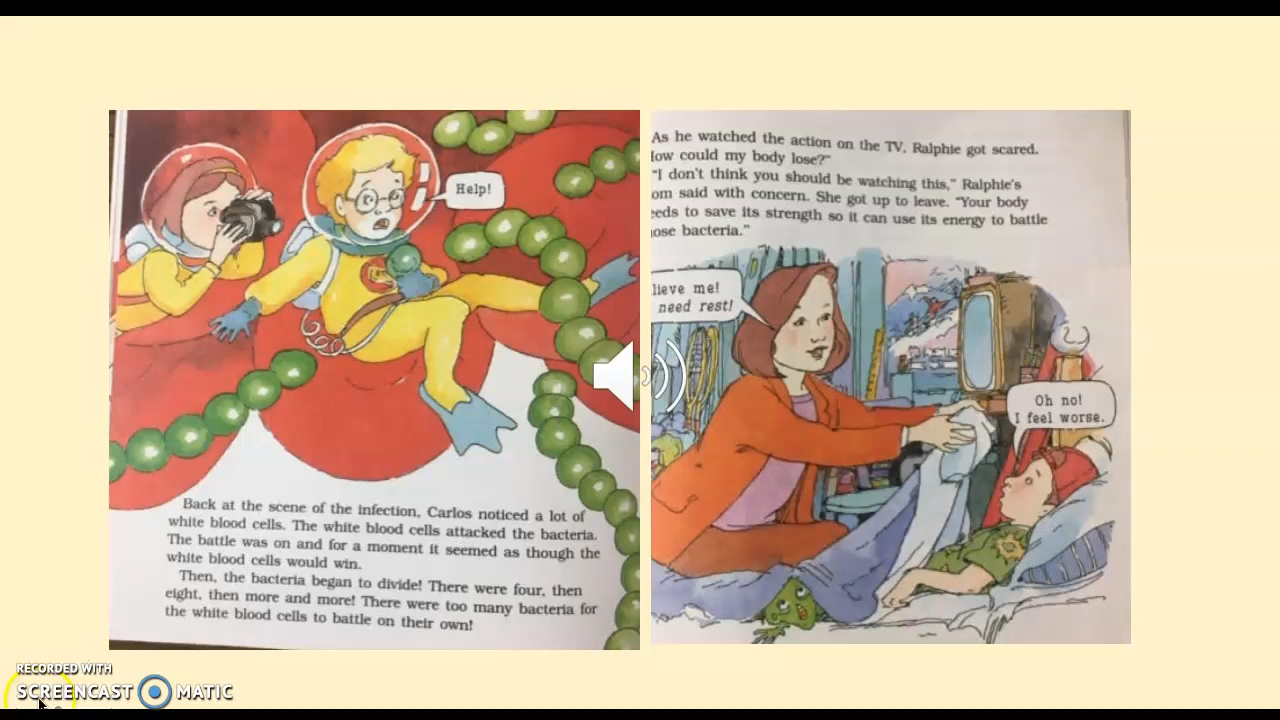 Help!
Back at the scene of the infection, Carlos noticed a lot of
white blood cells. The white blood cells attacked the bacteria.
The battle was on and for a moment it seemed as though the
white blood cells would win.
Then, the bacteria began to divide! There were four, then
eight, then more and more! There were too many bacteria for
the white blood cells to battle on their own!
As he watched the action on the TV, Ralphie got scared.
ow could my body lose?"
"I don't think you should be watching this," Ralphie's
om said with concern. She got up to leave. "Your body
eeds to save its strength so it can use its energy to battle
ose bacteria."
lieve me!
need rest!
Oh no!
I feel worse.
RECORDED WITH
SCREENCAST MATIC